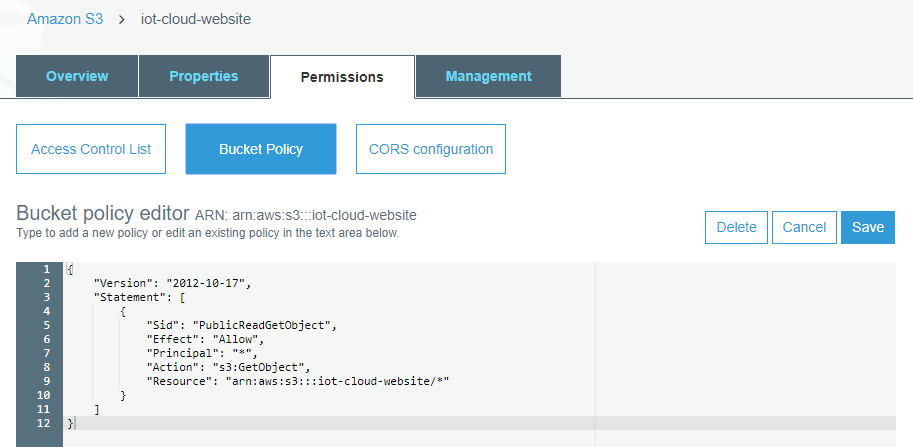 Amazon S3 > iot-cloud-website
Overview Properties Permissions Management
Access Control List Bucket Policy CORS configuration
Bucket policy editor ARN: arn:aws:s3:::iot-cloud-website
Type to add a new policy or edit an existing policy in the text area below.
Delete Cancel Save
1 {
2     "Version": "2012-10-17",
3     "Statement": [
4         {
5             "Sid": "PublicReadGetObject",
6             "Effect": "Allow",
7             "Principal": "*",
8             "Action": "s3:GetObject",
9             "Resource": "arn:aws:s3:::iot-cloud-website/*"
10         }
11     ]
12 }